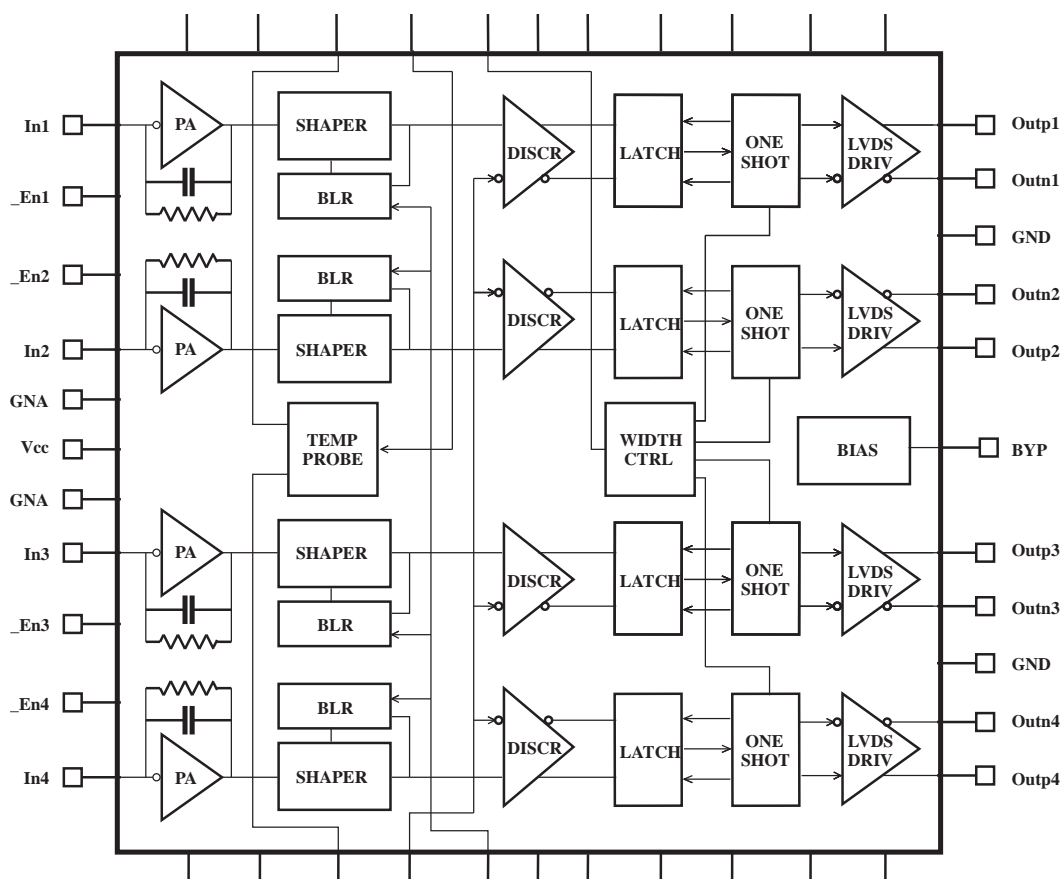 In1
PA
SHAPER
DISCR
LATCH
ONE
SHOT
LVDS
DRIV
Outp1
_En1
BLR
Outn1
GND
_En2
BLR
DISCR
LATCH
ONE
SHOT
LVDS
DRIV
Outn2
In2
PA
SHAPER
Outp2
GNA
Vcc
TEMP
PROBE
WIDTH
CTRL
BIAS
BYP
GNA
In3
PA
SHAPER
DISCR
LATCH
ONE
SHOT
LVDS
DRIV
Outp3
_En3
BLR
Outn3
GND
_En4
BLR
DISCR
LATCH
ONE
SHOT
LVDS
DRIV
Outn4
In4
PA
SHAPER
Outp4